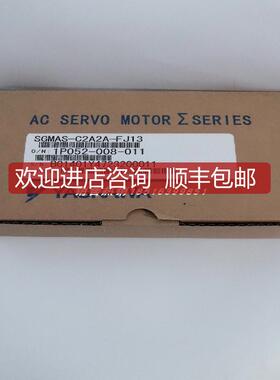 AC SERVO MOTOR Σ SERIES
SGMAS-C2A2A-FJ13
O/N 1P052-008-011
欢迎进店咨询 顺丰包邮
YASKAWA